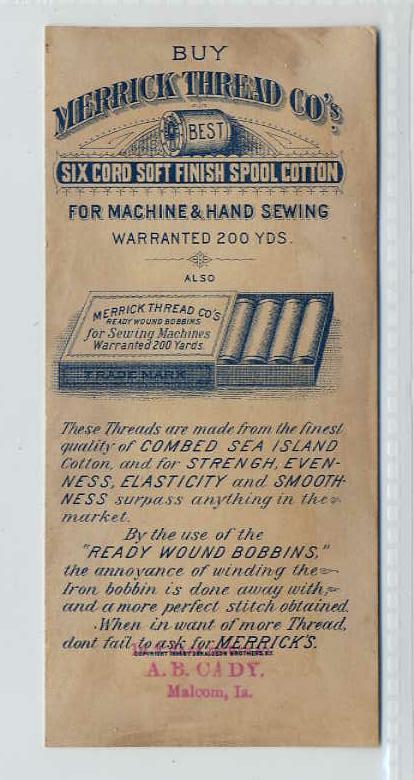 BUY
MERRICK THREAD CO'S
BEST
SIX CORD SOFT FINISH SPOOL COTTON
FOR MACHINE & HAND SEWING
WARRANTED 200 YDS.
ALSO
MERRICK THREAD CO'S
READY WOUND BOBBINS
for Sewing Machines
Warranted 200 Yards.
TRADE MARK
These Threads are made from the finest
quality of COMBED SEA ISLAND
Cotton, and for STRENGH, EVEN-
NESS, ELASTICITY and SMOOTH-
NESS surpass anything in the
market.
By the use of the
"READY WOUND BOBBINS,"
the annoyance of winding the
Iron bobbin is done away with,
and a more perfect stitch obtained.
When in want of more Thread,
dont fail to ask for MERRICK'S.
A. B. CADY.
Malcom, Ia.